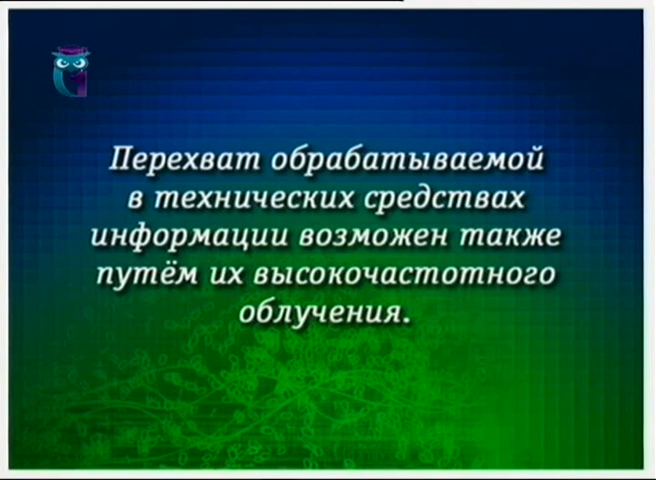 Перехват обрабатываемой
в технических средствах
информации возможен также
путём их высокочастотного
облучения.